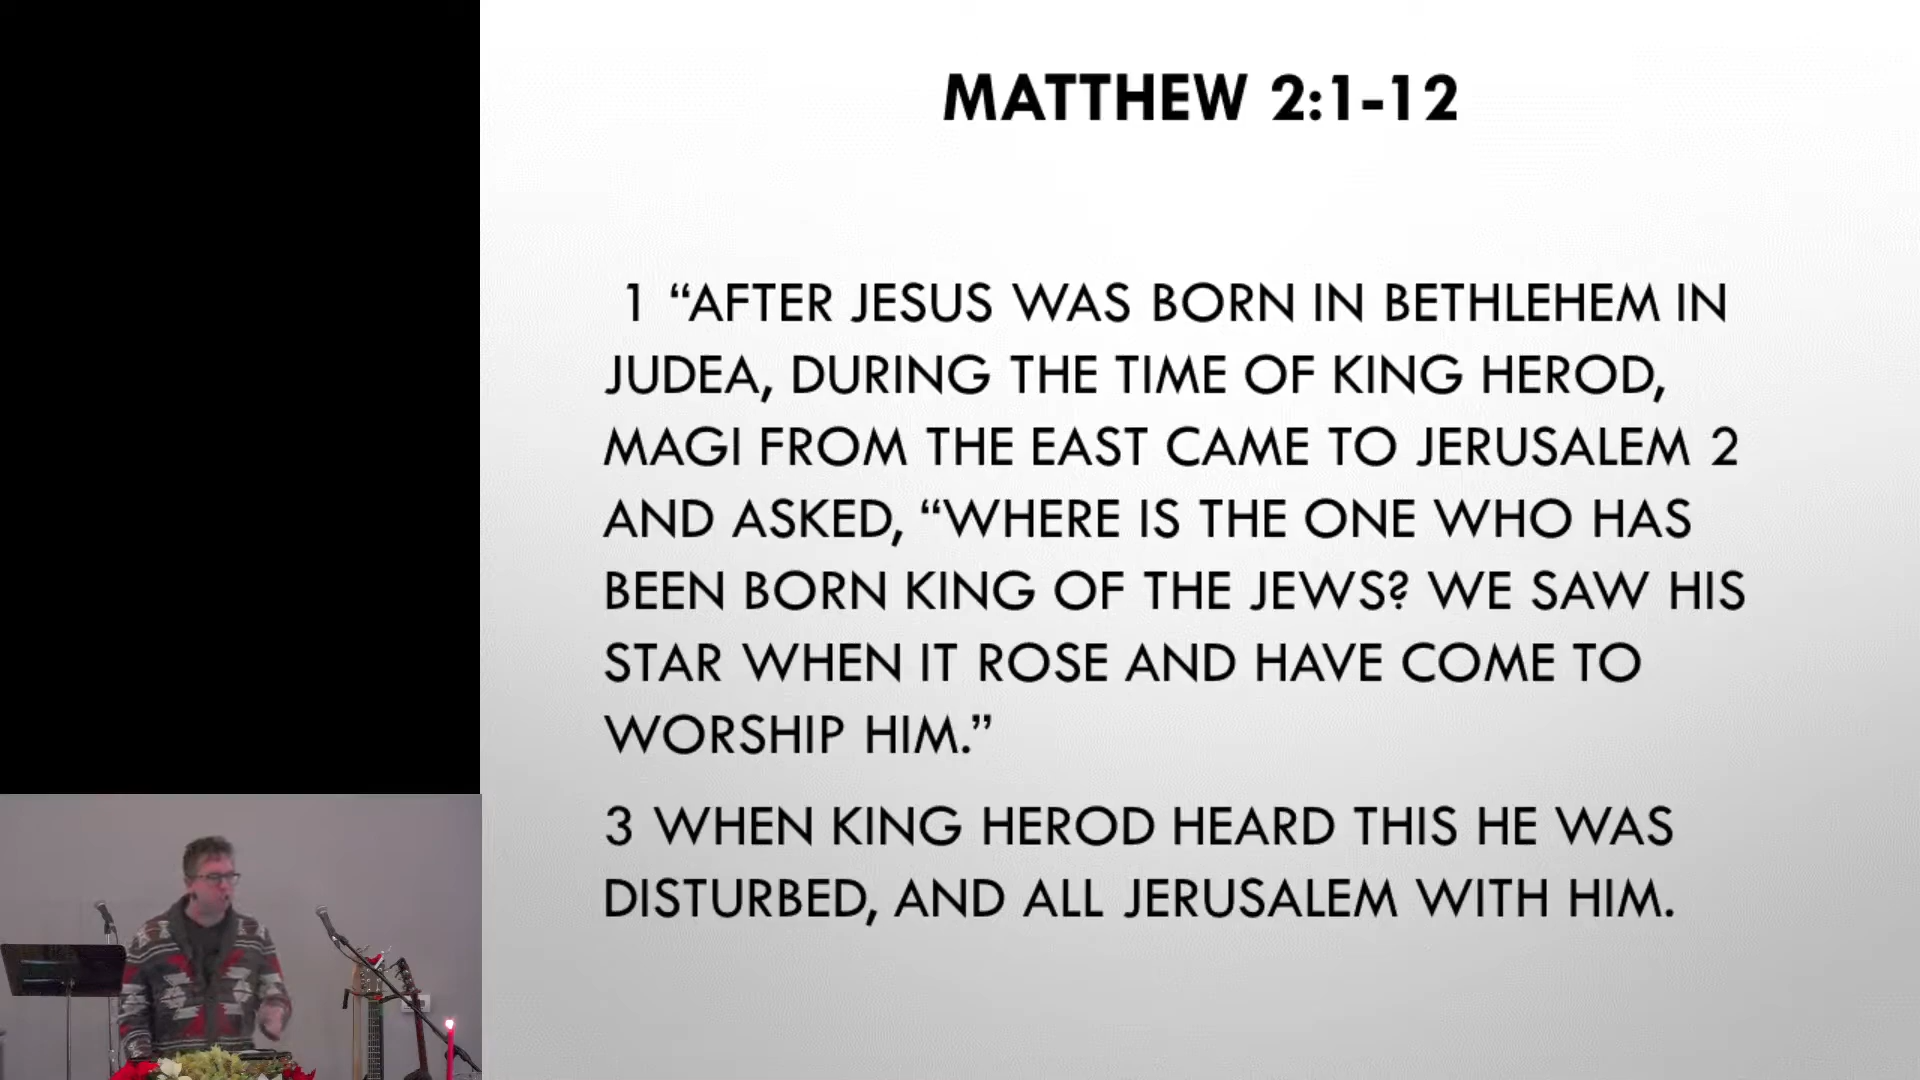 MATTHEW 2:1-12
1 “AFTER JESUS WAS BORN IN BETHLEHEM IN
JUDEA, DURING THE TIME OF KING HEROD,
MAGI FROM THE EAST CAME TO JERUSALEM 2
AND ASKED, “WHERE IS THE ONE WHO HAS
BEEN BORN KING OF THE JEWS? WE SAW HIS
STAR WHEN IT ROSE AND HAVE COME TO
WORSHIP HIM.”
3 WHEN KING HEROD HEARD THIS HE WAS
DISTURBED, AND ALL JERUSALEM WITH HIM.